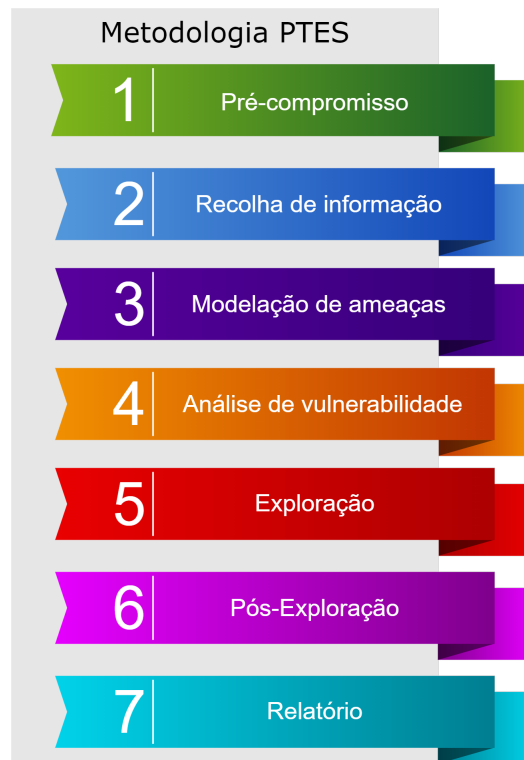 Metodologia PTES
1 Pré-compromisso
2 Recolha de informação
3 Modelação de ameaças
4 Análise de vulnerabilidade
5 Exploração
6 Pós-Exploração
7 Relatório